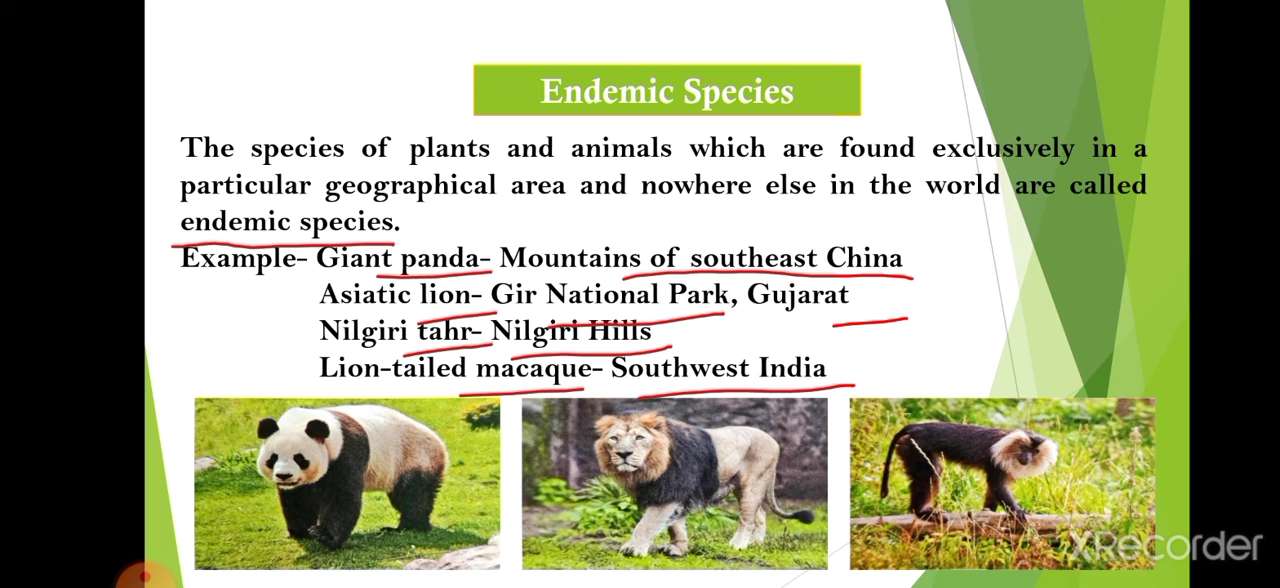 Endemic Species
The species of plants and animals which are found exclusively in a
particular geographical area and nowhere else in the world are called
endemic species.
Example- Giant panda- Mountains of southeast China
Asiatic lion- Gir National Park, Gujarat
Nilgiri tahr- Nilgiri Hills
Lion-tailed macaque- Southwest India
XRecorder